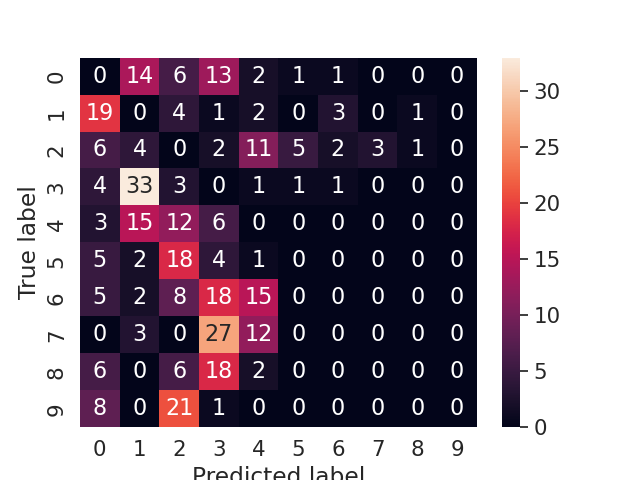 True label
0 0 14 6 13 2 1 1 0 0 0
1 19 0 4 1 2 0 3 0 1 0
2 6 4 0 2 11 5 2 3 1 0
3 4 33 3 0 1 1 1 0 0 0
4 3 15 12 6 0 0 0 0 0 0
5 5 2 18 4 1 0 0 0 0 0
6 5 2 8 18 15 0 0 0 0 0
7 0 3 0 27 12 0 0 0 0 0
8 6 0 6 18 2 0 0 0 0 0
9 8 0 21 1 0 0 0 0 0 0
0 1 2 3 4 5 6 7 8 9
Predicted label
30
25
20
15
10
5
0